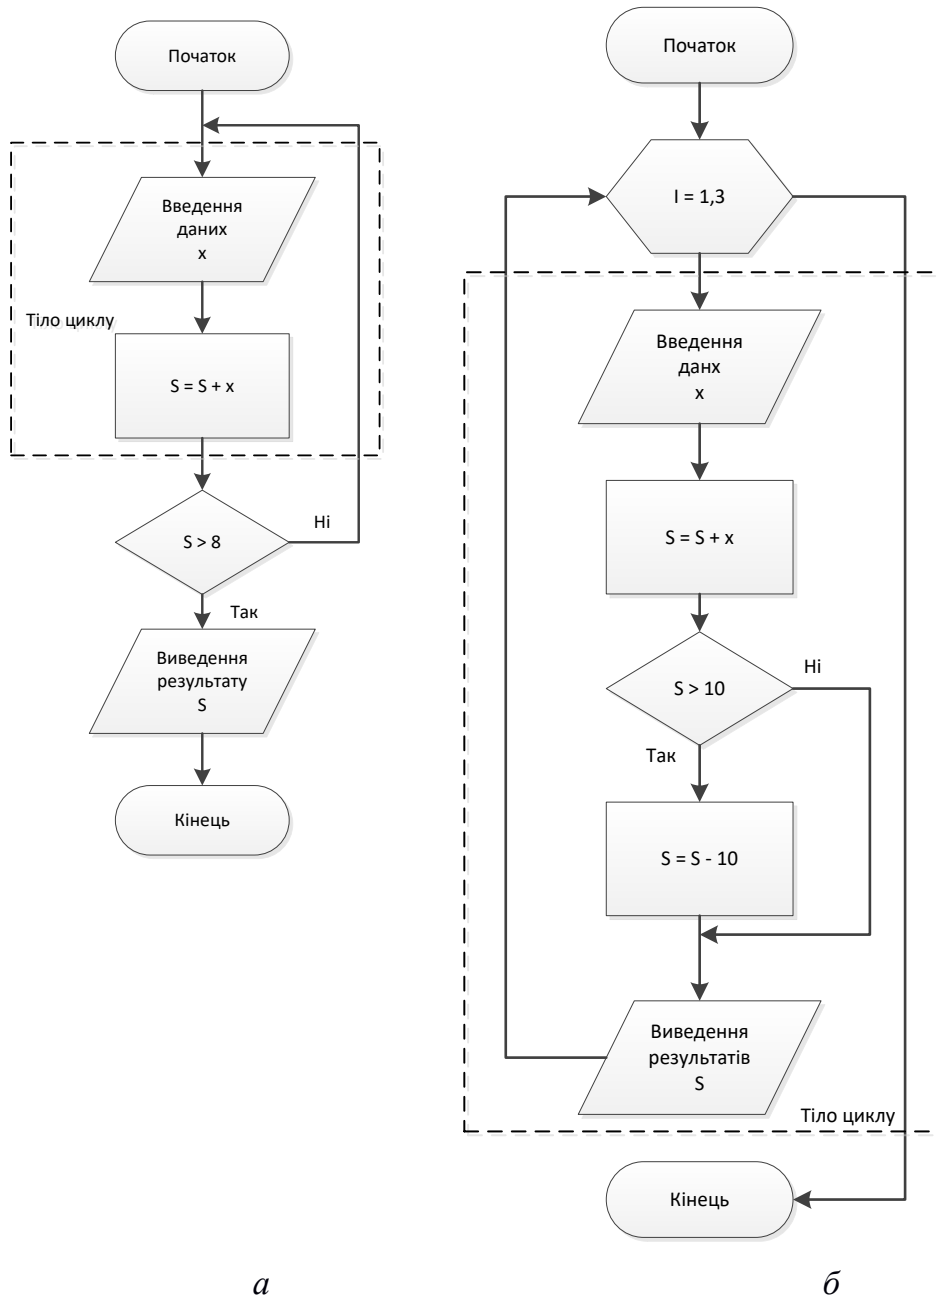 Початок
Введення
даних
х
Тіло циклу
S = S + x
S > 8
Ні
Так
Виведення
результату
S
Кінець
а
Початок
I = 1,3
Введення
данх
х
S = S + x
S > 10
Ні
Так
S = S - 10
Виведення
результатів
S
Тіло циклу
Кінець
б